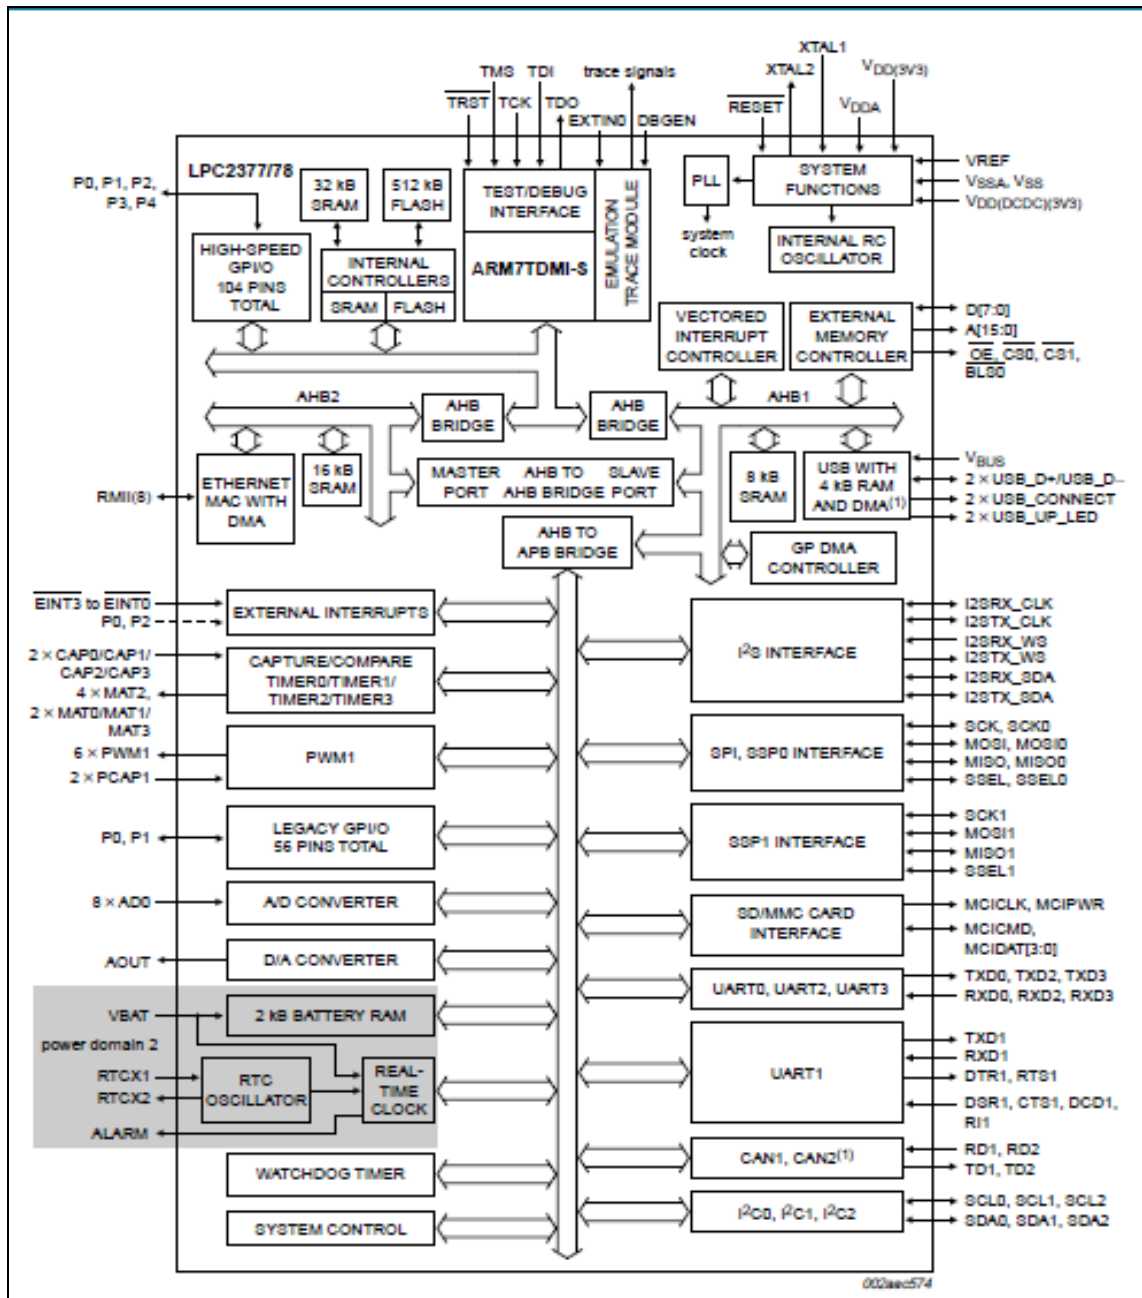 XTAL1
XTAL2
VDD(3V3)
TMS TDI trace signals
TRST TCK TDO
RESET
VDDA
EXTIN0 DBGEN
LPC2377/78
P0, P1, P2,
P3, P4
32 kB
SRAM
512 kB
FLASH
TEST/DEBUG
INTERFACE
ARM7TDMI-S
EMULATION
TRACE MODULE
PLL
system
clock
SYSTEM
FUNCTIONS
VREF
VSSA, VSS
VDD(DCDC)(3V3)
INTERNAL RC
OSCILLATOR
HIGH-SPEED
GPI/O
104 PINS
TOTAL
INTERNAL
CONTROLLERS
SRAM FLASH
VECTORED
INTERRUPT
CONTROLLER
EXTERNAL
MEMORY
CONTROLLER
D[7:0]
A[15:0]
OE, CS0, CS1,
BLS0
AHB2
AHB
BRIDGE
AHB
BRIDGE
AHB1
ETHERNET
MAC WITH
DMA
RMII(8)
16 kB
SRAM
MASTER AHB TO SLAVE
PORT AHB BRIDGE PORT
8 kB
SRAM
USB WITH
4 kB RAM
AND DMA(1)
VBUS
2 × USB_D+/USB_D−
2 × USB_CONNECT
2 × USB_UP_LED
AHB TO
APB BRIDGE
GP DMA
CONTROLLER
EINT3 to EINT0
P0, P2
EXTERNAL INTERRUPTS
2 × CAP0/CAP1/
CAP2/CAP3
4 × MAT2,
2 × MAT0/MAT1/
MAT3
CAPTURE/COMPARE
TIMER0/TIMER1/
TIMER2/TIMER3
6 × PWM1
2 × PCAP1
PWM1
P0, P1
LEGACY GPI/O
56 PINS TOTAL
8 × AD0
A/D CONVERTER
AOUT
D/A CONVERTER
VBAT
2 kB BATTERY RAM
power domain 2
RTCX1
RTCX2
RTC
OSCILLATOR
REAL-
TIME
CLOCK
ALARM
WATCHDOG TIMER
SYSTEM CONTROL
I2S INTERFACE
I2SRX_CLK
I2STX_CLK
I2SRX_WS
I2STX_WS
I2SRX_SDA
I2STX_SDA
SPI, SSP0 INTERFACE
SCK, SCK0
MOSI, MOSI0
MISO, MISO0
SSEL, SSEL0
SSP1 INTERFACE
SCK1
MOSI1
MISO1
SSEL1
SD/MMC CARD
INTERFACE
MCICLK, MCIPWR
MCICMD,
MCIDAT[3:0]
UART0, UART2, UART3
TXD0, TXD2, TXD3
RXD0, RXD2, RXD3
UART1
TXD1
RXD1
DTR1, RTS1
DSR1, CTS1, DCD1,
RI1
CAN1, CAN2(1)
RD1, RD2
TD1, TD2
I2C0, I2C1, I2C2
SCL0, SCL1, SCL2
SDA0, SDA1, SDA2
002aac574